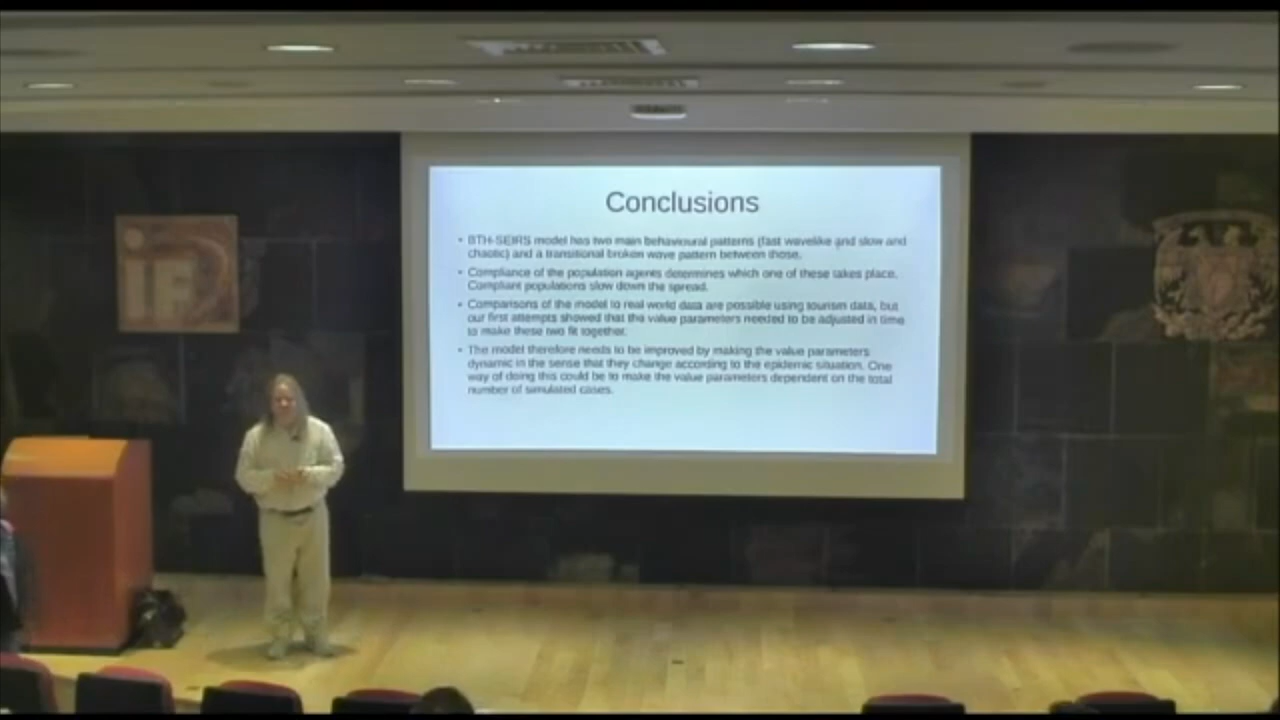 iF
Conclusions
• BTH-SEIRS model has two main behavioural patterns (fast wavelike and slow and
chaotic) and a transitional broken wave pattern between those.
• Compliance of the population agents determines which one of these takes place.
Compliant populations slow down the spread.
• Comparisons of the model to real world data are possible using tourism data, but
our first attempts showed that the value parameters needed to be adjusted in time
to make these two fit together.
• The model therefore needs to be improved by making the value parameters
dynamic in the sense that they change according to the epidemic situation. One
way of doing this could be to make the value parameters dependent on the total
number of simulated cases.